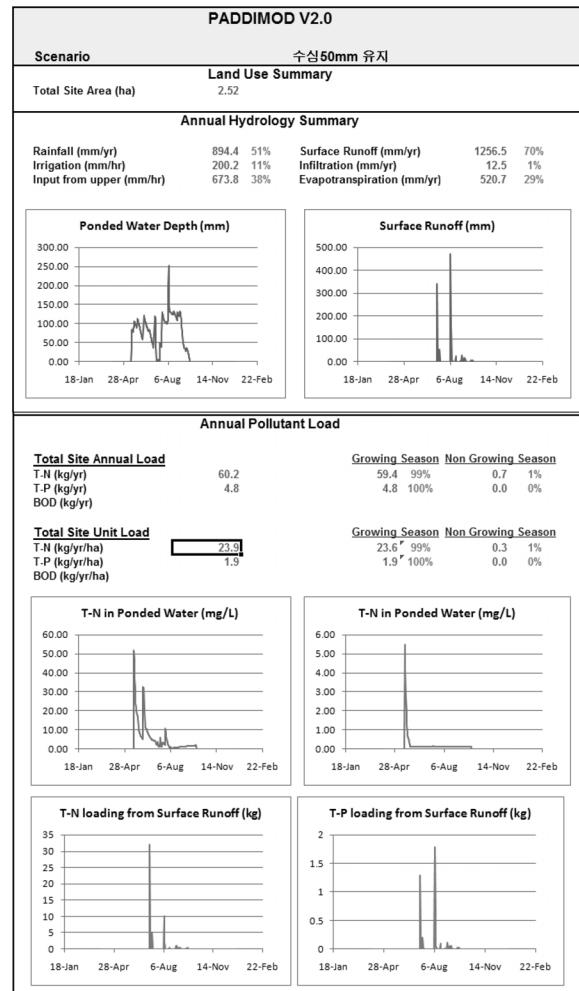 PADDIMOD V2.0
Scenario 수심50mm 유지
Land Use Summary
Total Site Area (ha) 2.52
Annual Hydrology Summary
Rainfall (mm/yr) 894.4 51% Surface Runoff (mm/yr) 1256.5 70%
Irrigation (mm/hr) 200.2 11% Infiltration (mm/yr) 12.5 1%
Input from upper (mm/hr) 673.8 38% Evapotranspiration (mm/yr) 520.7 29%
Ponded Water Depth (mm)
300.00
250.00
200.00
150.00
100.00
50.00
0.00
18-Jan 28-Apr 6-Aug 14-Nov 22-Feb
Surface Runoff (mm)
500.00
400.00
300.00
200.00
100.00
0.00
18-Jan 28-Apr 6-Aug 14-Nov 22-Feb
Annual Pollutant Load
Total Site Annual Load Growing Season Non Growing Season
T-N (kg/yr) 60.2 59.4 99% 0.7 1%
T-P (kg/yr) 4.8 4.8 100% 0.0 0%
BOD (kg/yr)
Total Site Unit Load Growing Season Non Growing Season
T-N (kg/yr/ha) 23.9 23.6 99% 0.3 1%
T-P (kg/yr/ha) 1.9 1.9 100% 0.0 0%
BOD (kg/yr/ha)
T-N in Ponded Water (mg/L)
60.00
50.00
40.00
30.00
20.00
10.00
0.00
18-Jan 28-Apr 6-Aug 14-Nov 22-Feb
T-N in Ponded Water (mg/L)
6.00
5.00
4.00
3.00
2.00
1.00
0.00
18-Jan 28-Apr 6-Aug 14-Nov 22-Feb
T-N loading from Surface Runoff (kg)
35
30
25
20
15
10
5
0
18-Jan 28-Apr 6-Aug 14-Nov 22-Feb
T-P loading from Surface Runoff (kg)
2
1.5
1
0.5
0
18-Jan 28-Apr 6-Aug 14-Nov 22-Feb